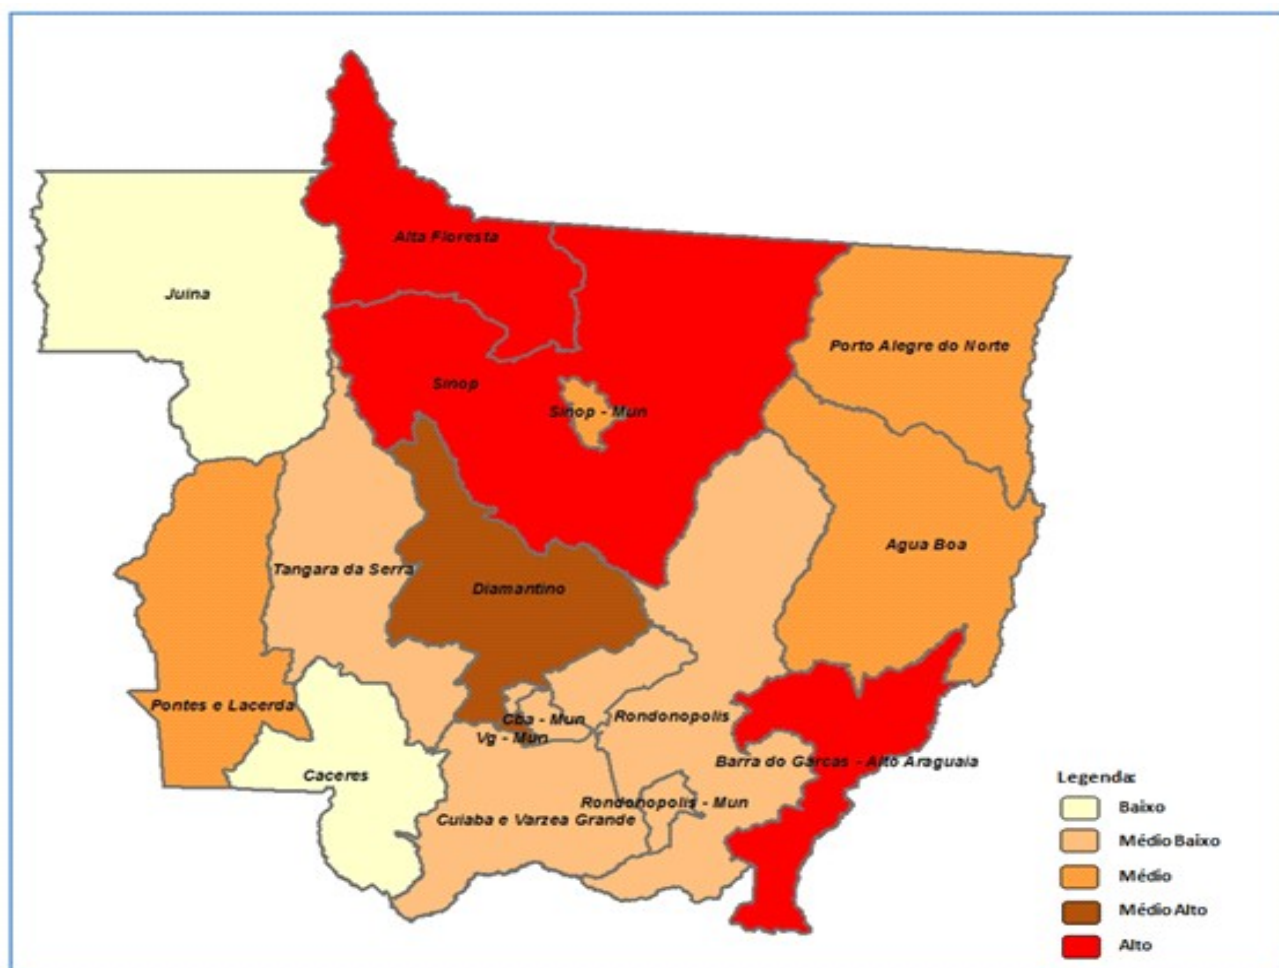 Alta Floresta
Juina
Porto Alegre do Norte
Sinop
Sinop - Mun
Agua Boa
Tangara da Serra
Diamantino
Pontes e Lacerda
Cba - Mun
Rondonopolis
Vg - Mun
Barra do Garcas - Alto Araguaia
Caceres
Rondonopolis - Mun
Cuiaba e Varzea Grande
Legenda:
Baixo
Médio Baixo
Médio
Médio Alto
Alto